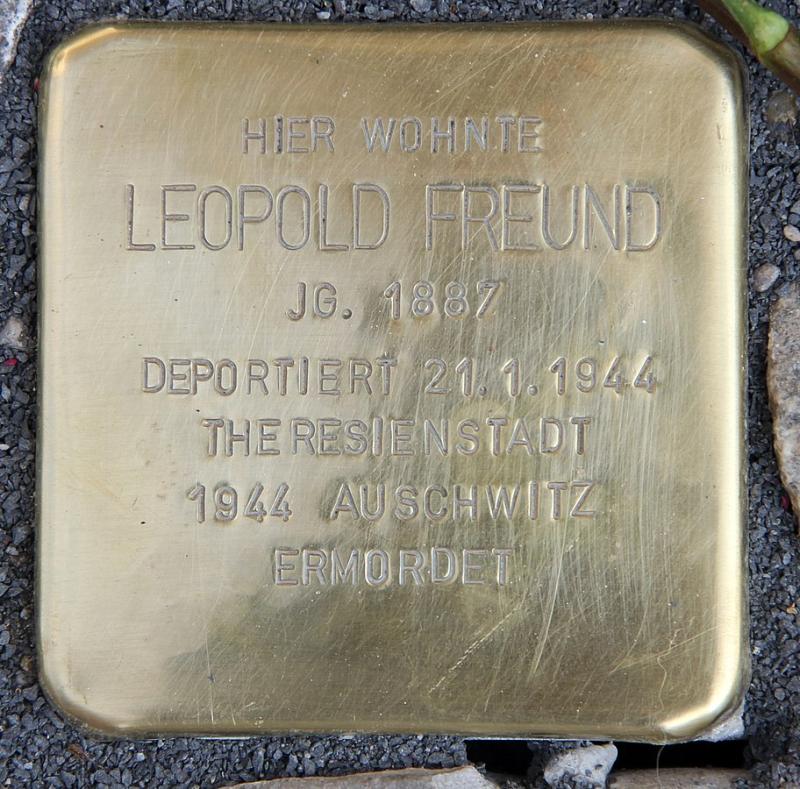 HIER WOHNTE
LEOPOLD FREUND
JG. 1887
DEPORTIERT 21.1.1944
THERESIENSTADT
1944 AUSCHWITZ
ERMORDET